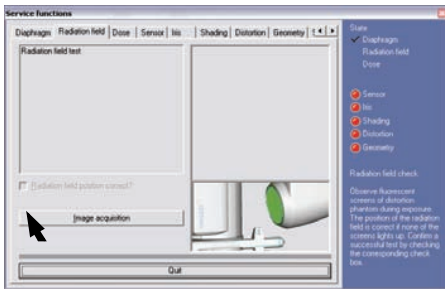 Service functions
Diaphragm Radiation field Dose Sensor Iris Shading Distortion Geometry
Radiation field test
Radiation field position correct?
Image acquisition
Quit
State
Diaphragm
Radiation field
Dose
Sensor
Iris
Shading
Distortion
Geometry
Radiation field check
Observe fluorescent
screens of distortion
phantom during exposure.
The position of the radiation
field is correct if none of the
screens lights up. Confirm a
successful test by checking
the corresponding check
box.